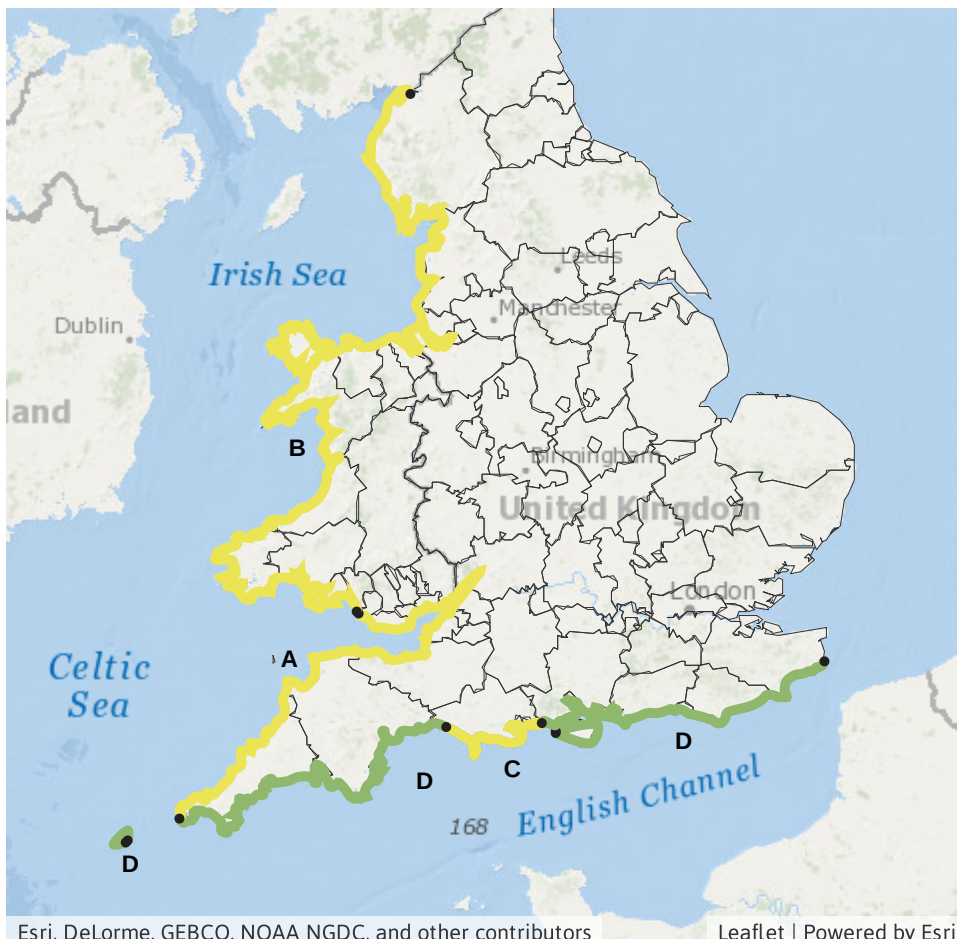 Irish Sea
Leeds
Manchester
Dublin
land
B
Birmingham
United Kingdom
London
A
Celtic
Sea
D
C
D
English Channel
168
D
Esri, DeLorme, GEBCO, NOAA NGDC, and other contributors
Leaflet | Powered by Esri